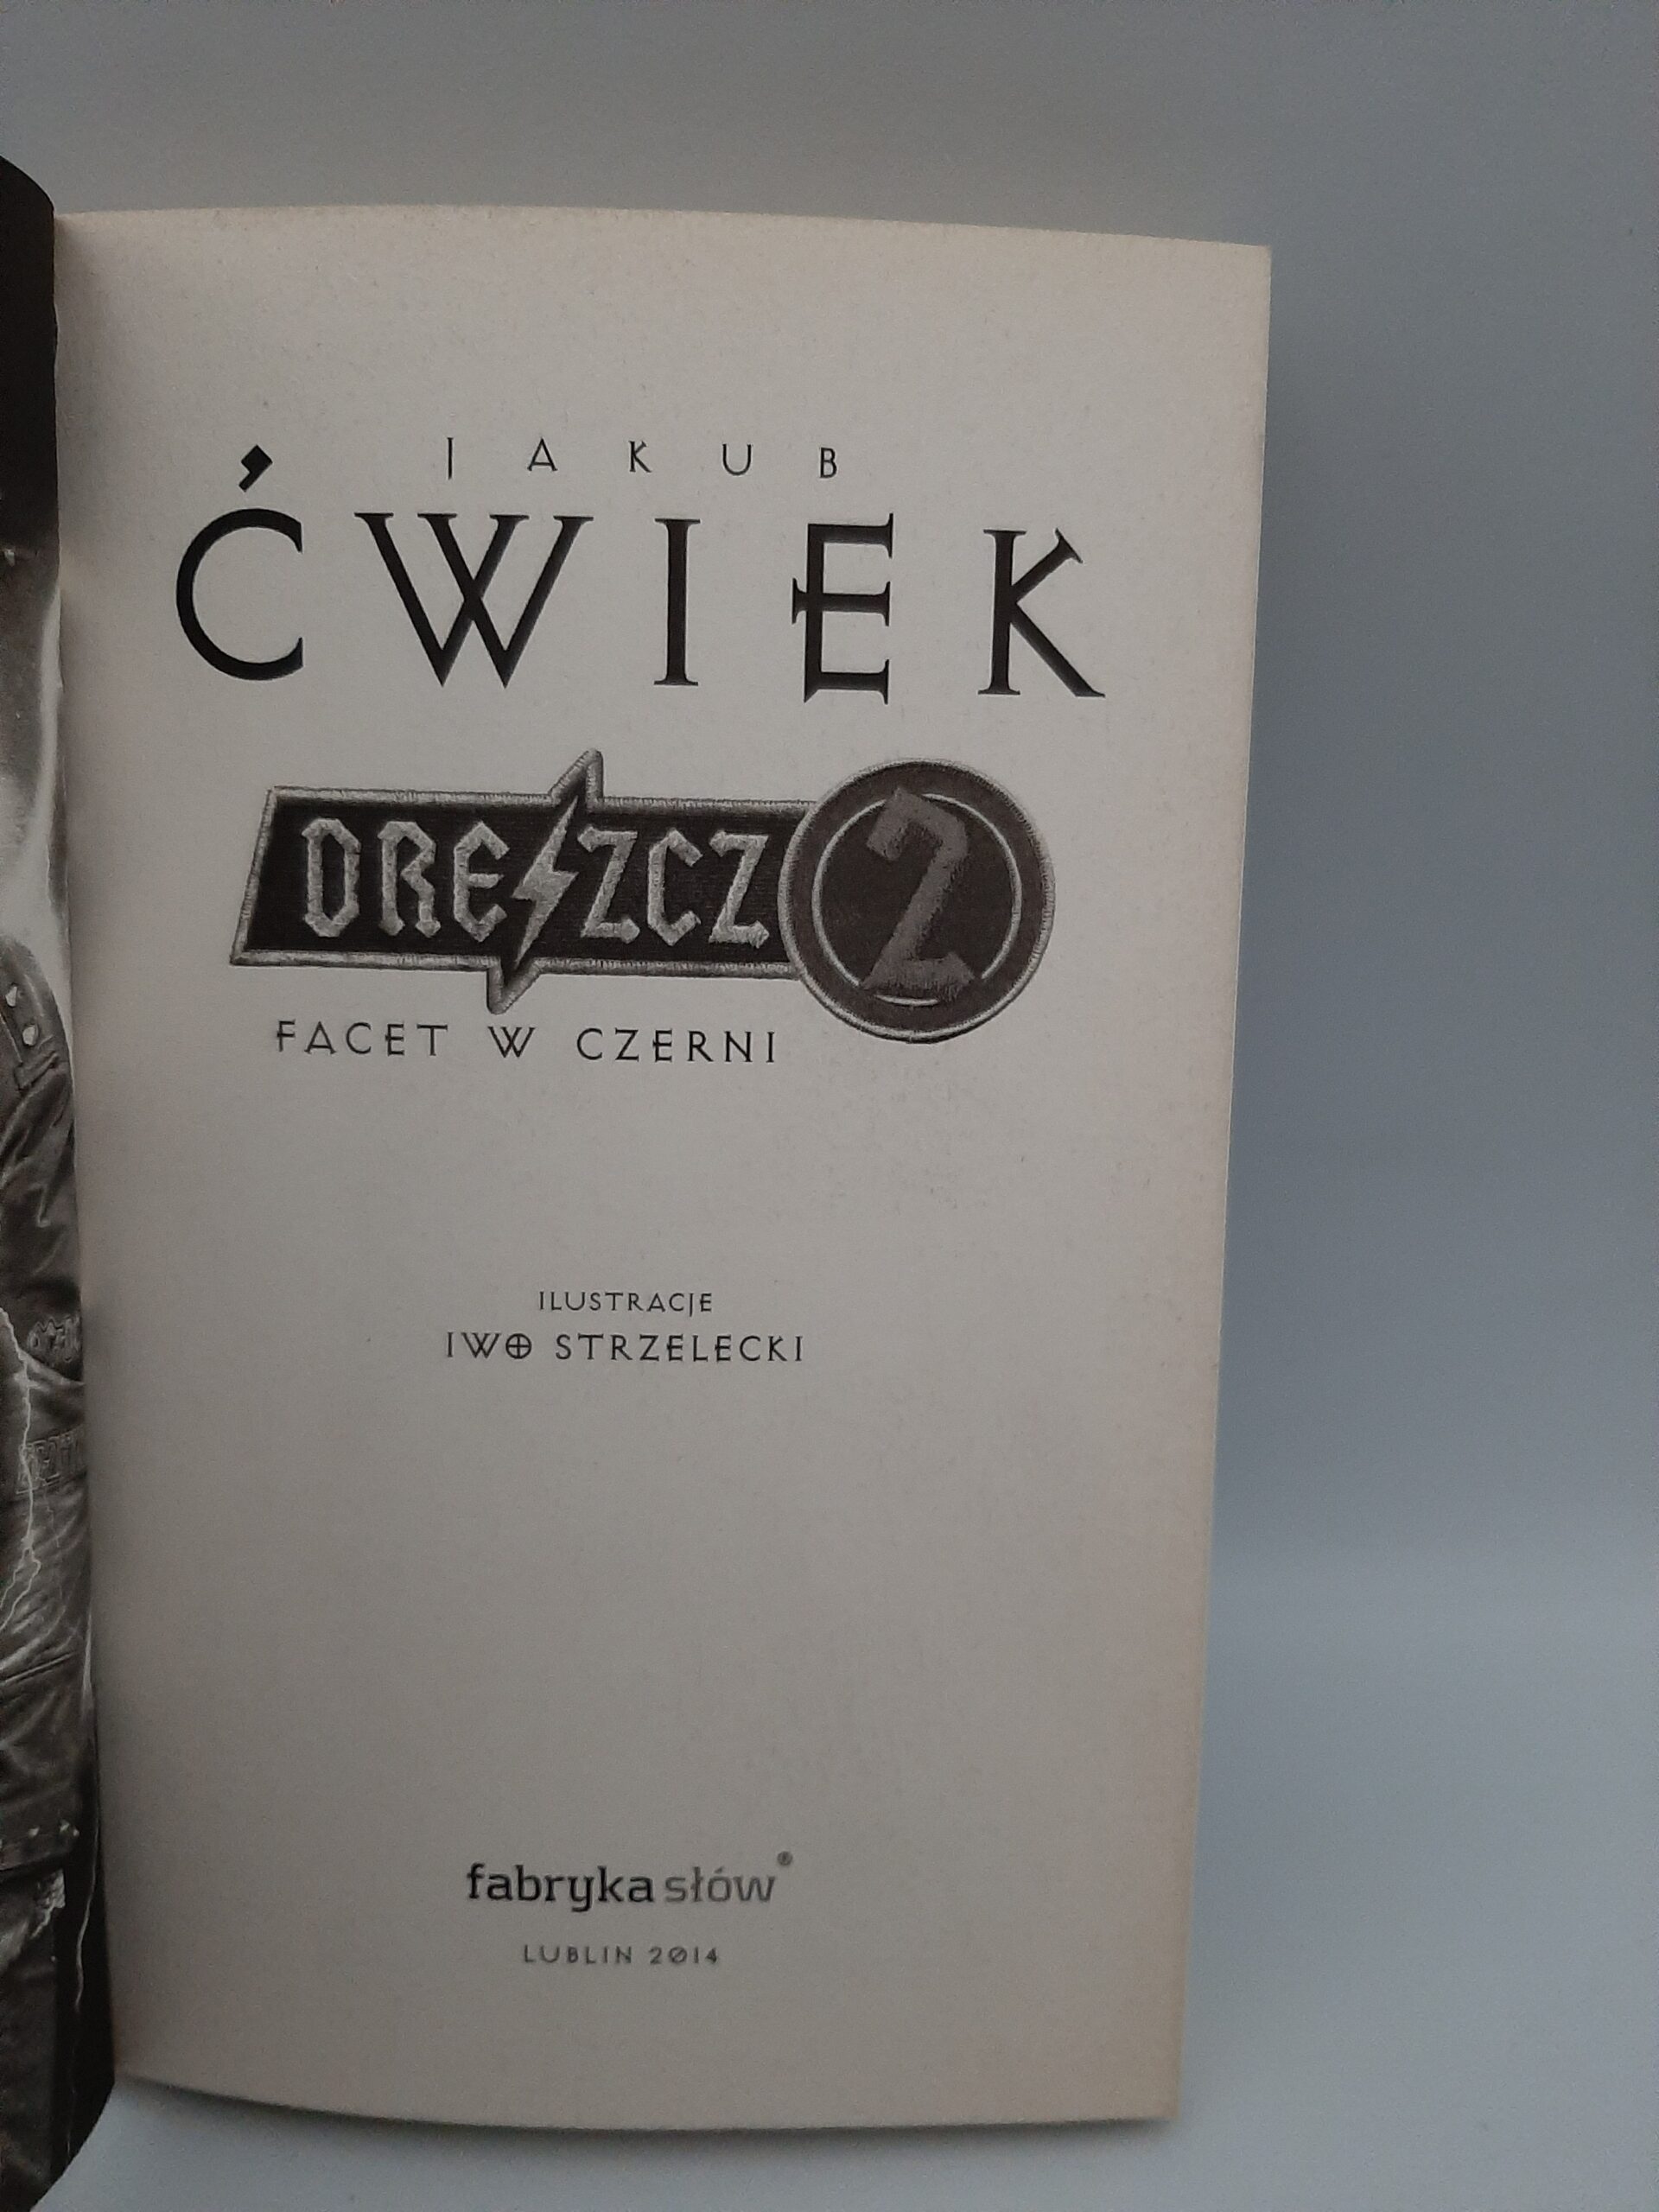 JAKUB
ĆWIEK
DRESZCZ 2
FACET W CZERNI
ILUSTRACJE
IWO STRZELECKI
fabryka słów®
LUBLIN 2014